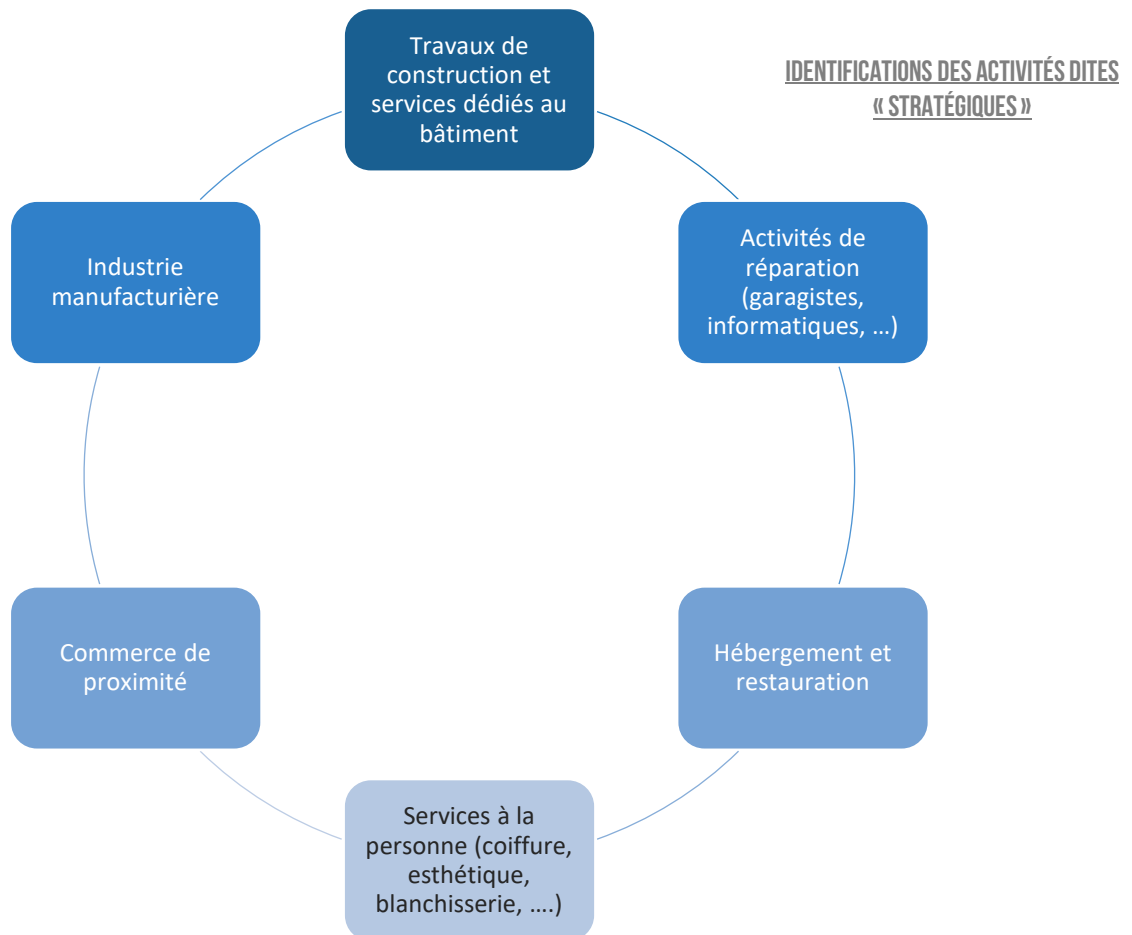 Travaux de
construction et
services dédiés au
bâtiment
IDENTIFICATIONS DES ACTIVITÉS DITES
« STRATÉGIQUES »
Industrie
manufacturière
Activités de
réparation
(garagistes,
informatiques, …)
Commerce de
proximité
Hébergement et
restauration
Services à la
personne (coiffure,
esthétique,
blanchisserie, ….)